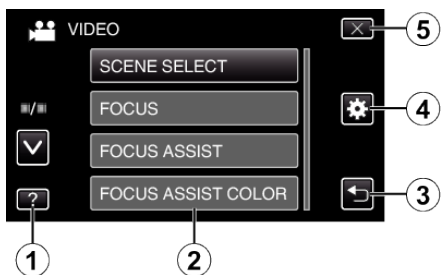 VIDEO
5
SCENE SELECT
FOCUS
4
FOCUS ASSIST
FOCUS ASSIST COLOR
?
3
1
2